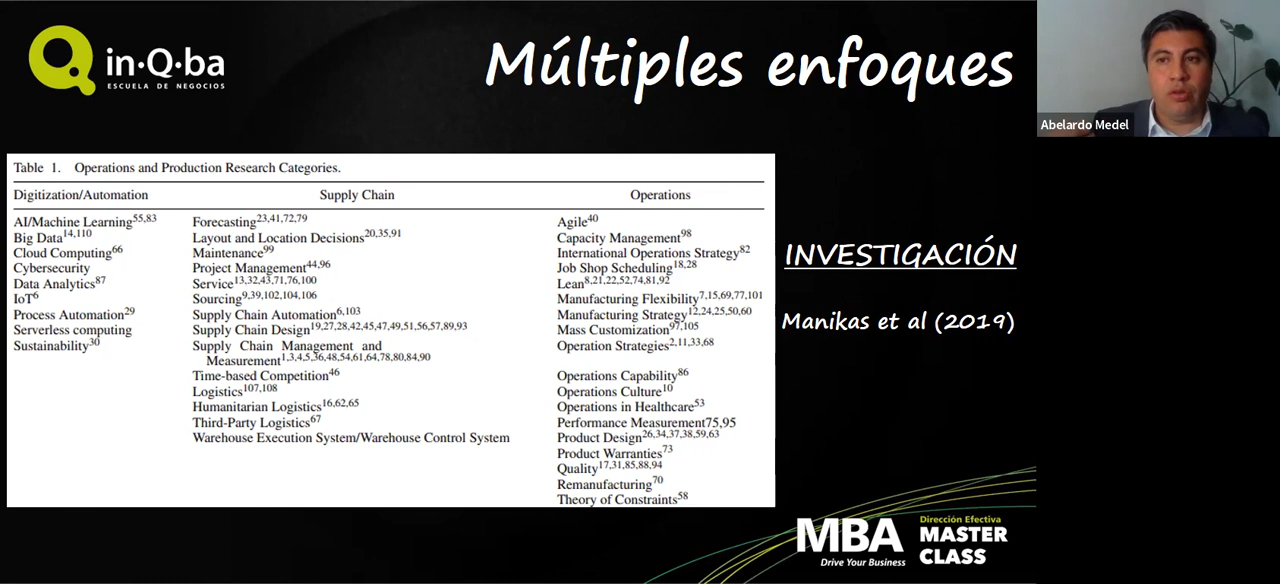 in·Q·ba
ESCUELA DE NEGOCIOS
Múltiples enfoques
Abelardo Medel
Table 1. Operations and Production Research Categories.
Digitization/Automation Supply Chain Operations
AI/Machine Learning55,83 Forecasting23,41,72,79 Agile40
Big Data14,110 Layout and Location Decisions20,35,91 Capacity Management98
Cloud Computing66 Maintenance99 International Operations Strategy82
Cybersecurity Project Management44,96 Job Shop Scheduling18,28
Data Analytics87 Service13,32,43,71,76,100 Lean8,21,22,52,74,81,92
IoT6 Sourcing9,39,102,104,106 Manufacturing Flexibility7,15,69,77,101
Process Automation29 Supply Chain Automation6,103 Manufacturing Strategy12,24,25,50,60
Serverless computing Supply Chain Design19,27,28,42,45,47,49,51,56,57,89,93 Mass Customization97,105
Sustainability30 Supply Chain Management and Operation Strategies2,11,33,68
Measurement1,3,4,5,36,48,54,61,64,78,80,84,90
Time-based Competition46 Operations Capability86
Logistics107,108 Operations Culture10
Humanitarian Logistics16,62,65 Operations in Healthcare53
Third-Party Logistics67 Performance Measurement75,95
Warehouse Execution System/Warehouse Control System Product Design26,34,37,38,59,63
Product Warranties73
Quality17,31,85,88,94
Remanufacturing70
Theory of Constraints58
INVESTIGACIÓN
Manikas et al (2019)
MBA
Drive Your Business
Dirección Efectiva
MASTER
CLASS